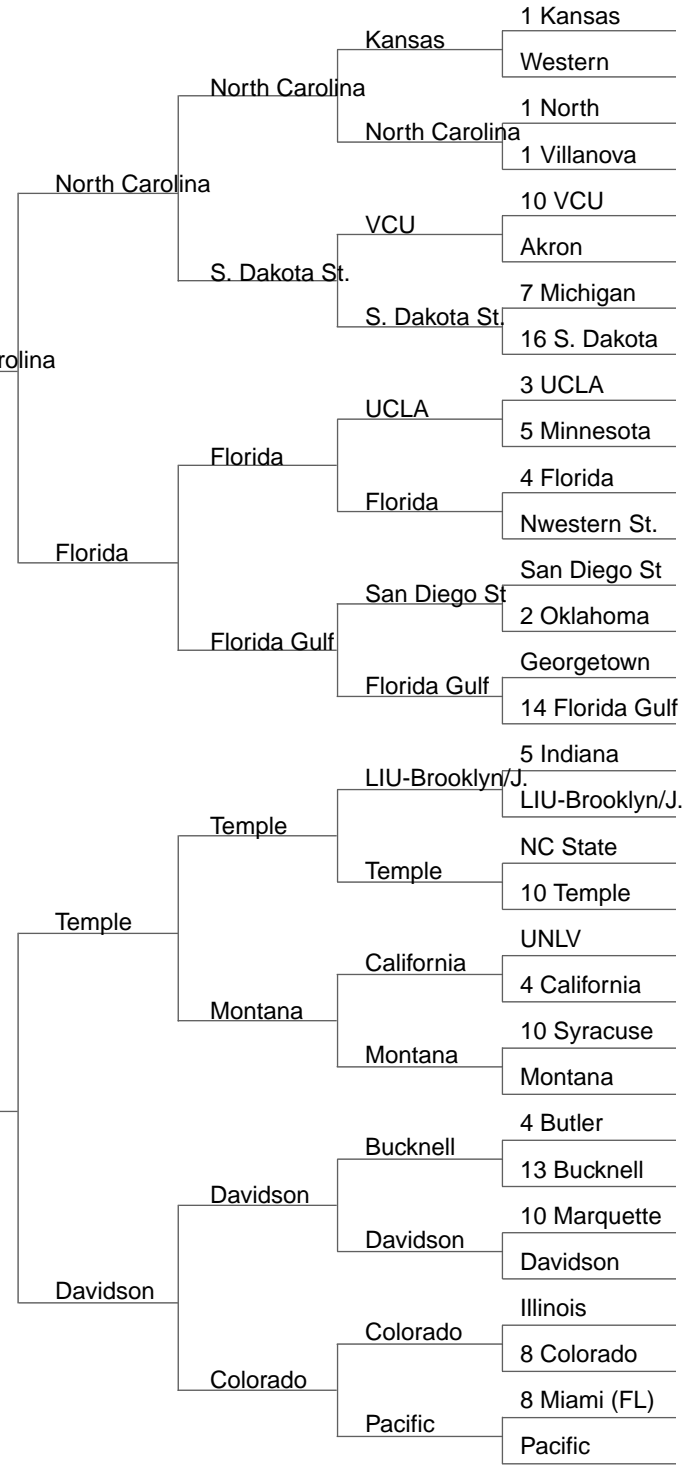 1 Kansas
Kansas
Western
North Carolina
1 North
North Carolina
1 Villanova
North Carolina
10 VCU
VCU
Akron
S. Dakota St.
7 Michigan
S. Dakota St.
16 S. Dakota
rolina
3 UCLA
UCLA
5 Minnesota
Florida
4 Florida
Florida
Nwestern St.
Florida
San Diego St
San Diego St
2 Oklahoma
Florida Gulf
Georgetown
Florida Gulf
14 Florida Gulf
5 Indiana
LIU-Brooklyn/J.
LIU-Brooklyn/J.
Temple
NC State
Temple
10 Temple
Temple
UNLV
California
4 California
Montana
10 Syracuse
Montana
Montana
4 Butler
Bucknell
13 Bucknell
Davidson
10 Marquette
Davidson
Davidson
Davidson
Illinois
Colorado
8 Colorado
Colorado
8 Miami (FL)
Pacific
Pacific